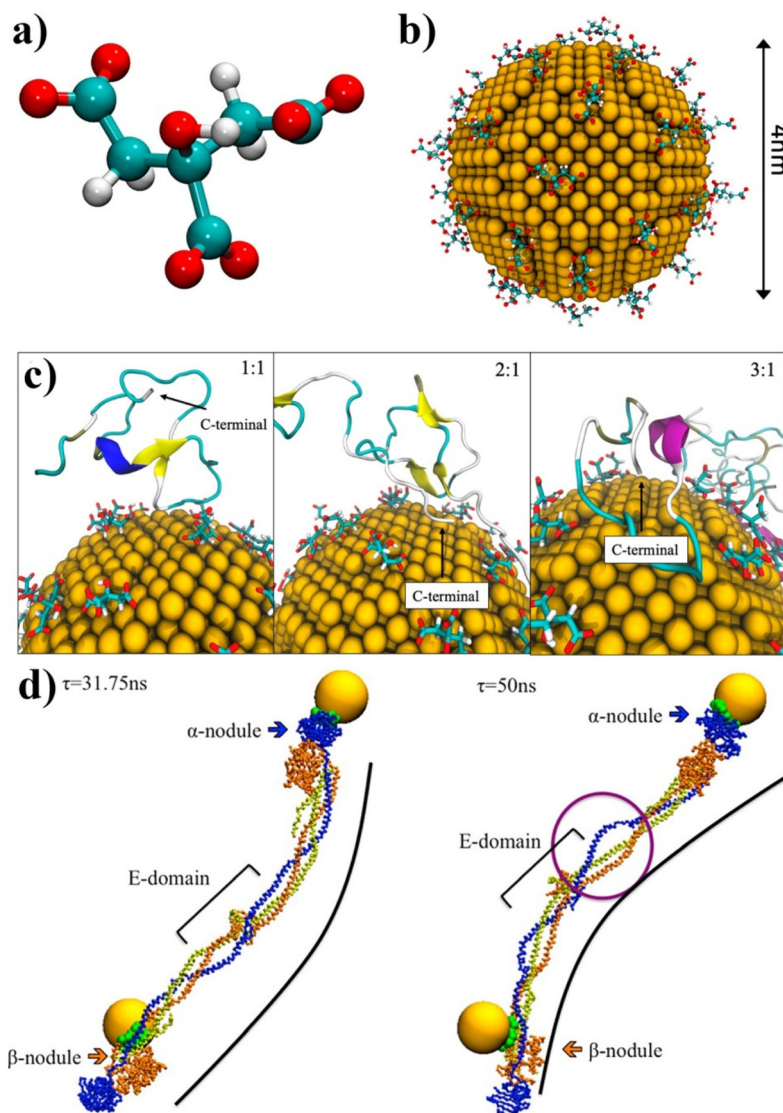 a)
b)
4nm
c)
1:1
C-terminal
2:1
C-terminal
3:1
C-terminal
d)
τ=31.75ns
α-nodule
E-domain
β-nodule
τ=50ns
α-nodule
E-domain
β-nodule